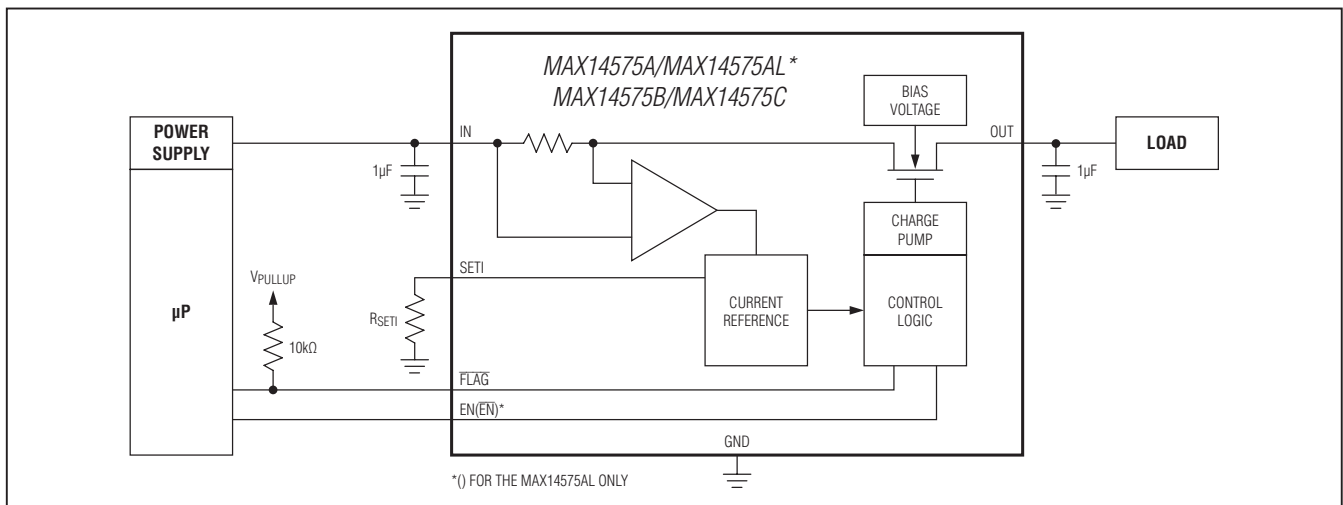 MAX14575A/MAX14575AL*
MAX14575B/MAX14575C
POWER
SUPPLY
µP
1µF
IN
BIAS
VOLTAGE
OUT
1µF
LOAD
CHARGE
PUMP
CONTROL
LOGIC
CURRENT
REFERENCE
SETI
RSETI
VPULLUP
10kΩ
FLAG
EN(EN)*
GND
*() FOR THE MAX14575AL ONLY